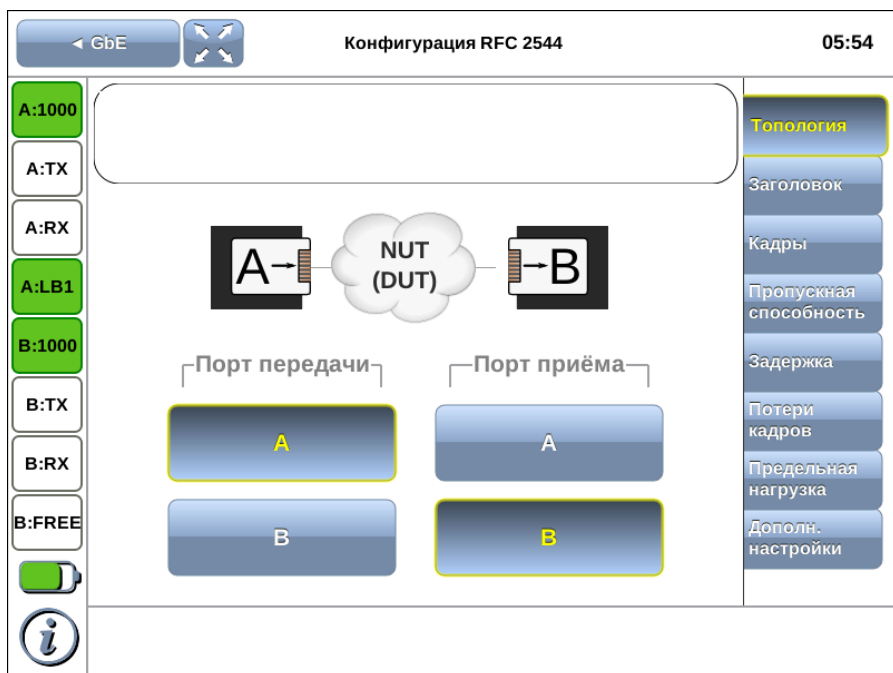 ◄ GbE
Конфигурация RFC 2544
05:54
A:1000
A:TX
A:RX
A:LB1
B:1000
B:TX
B:RX
B:FREE
A
NUT
(DUT)
B
Порт передачи
Порт приёма
A
A
B
B
Топология
Заголовок
Кадры
Пропускная
способность
Задержка
Потери
кадров
Предельная
нагрузка
Дополн.
настройки
i